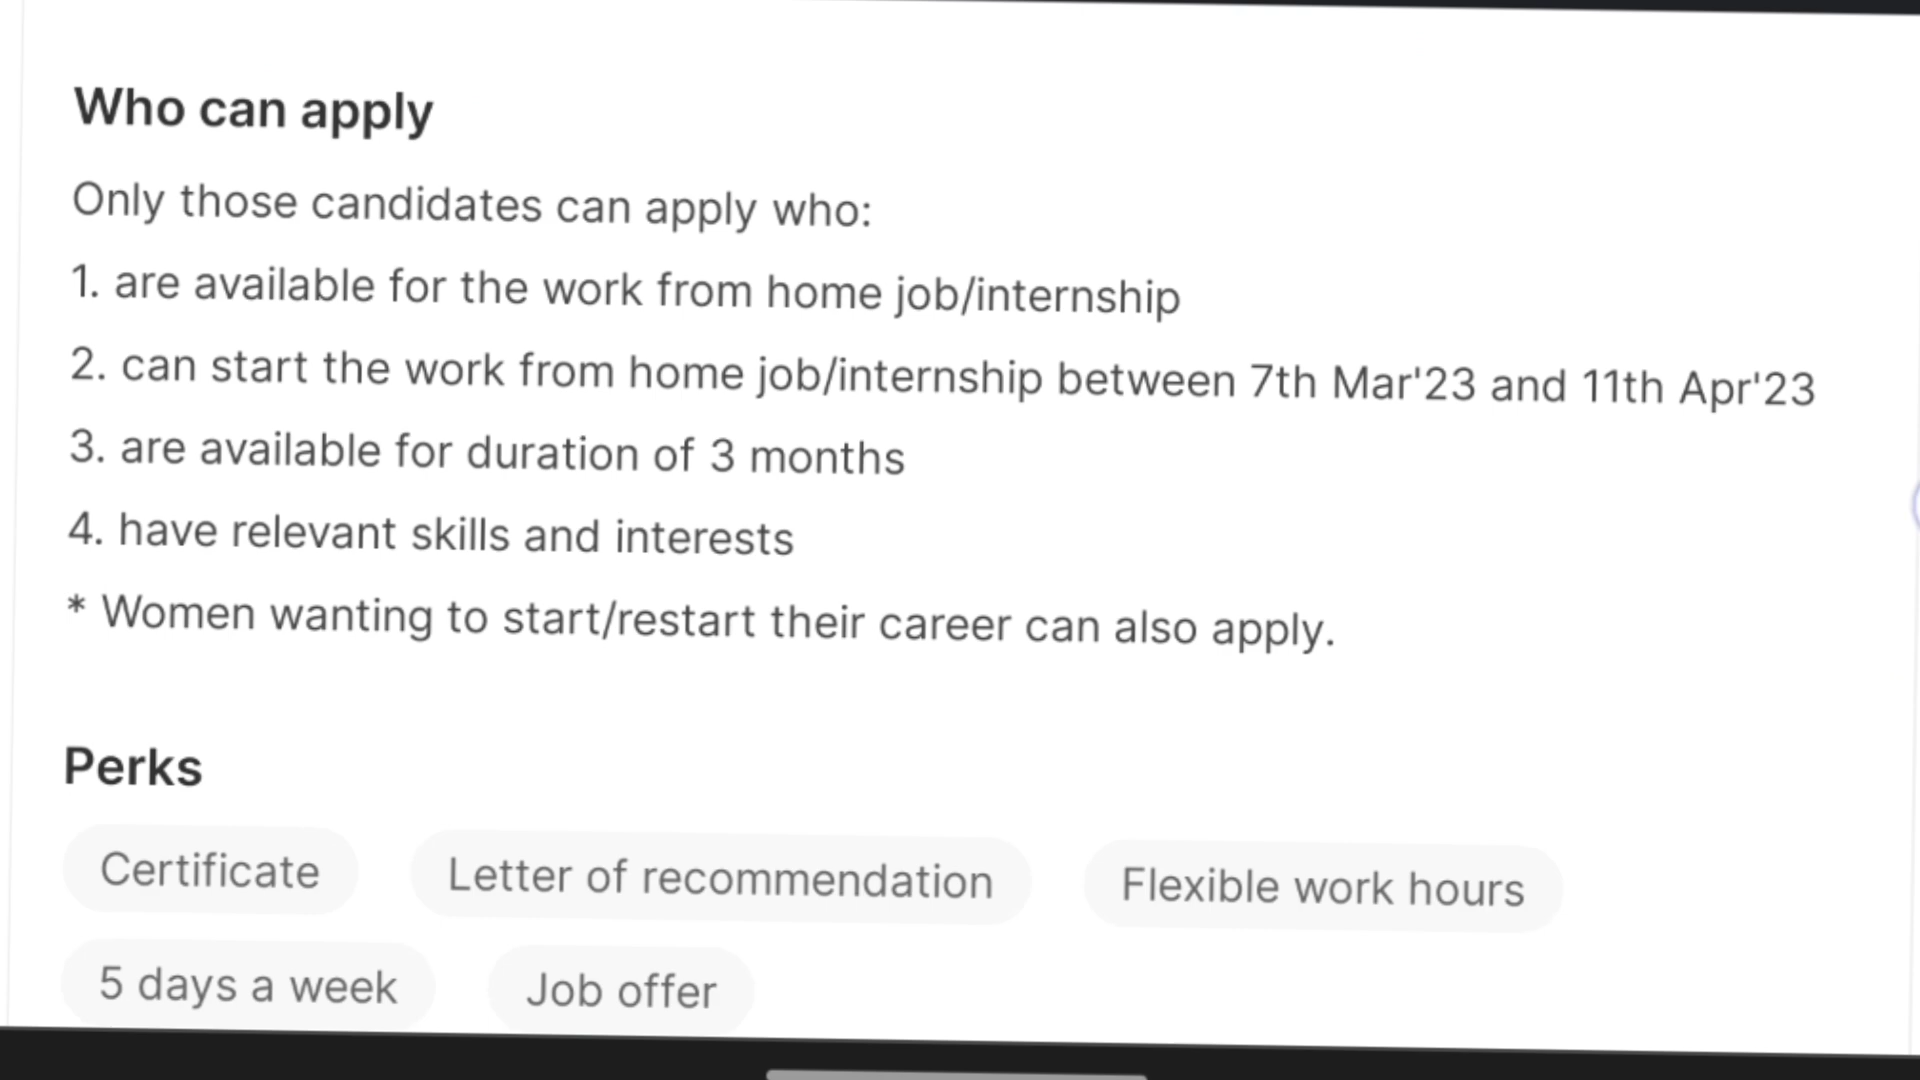 Who can apply
Only those candidates can apply who:
1. are available for the work from home job/internship
2. can start the work from home job/internship between 7th Mar'23 and 11th Apr'23
3. are available for duration of 3 months
4. have relevant skills and interests
* Women wanting to start/restart their career can also apply.
Perks
Certificate
Letter of recommendation
Flexible work hours
5 days a week
Job offer